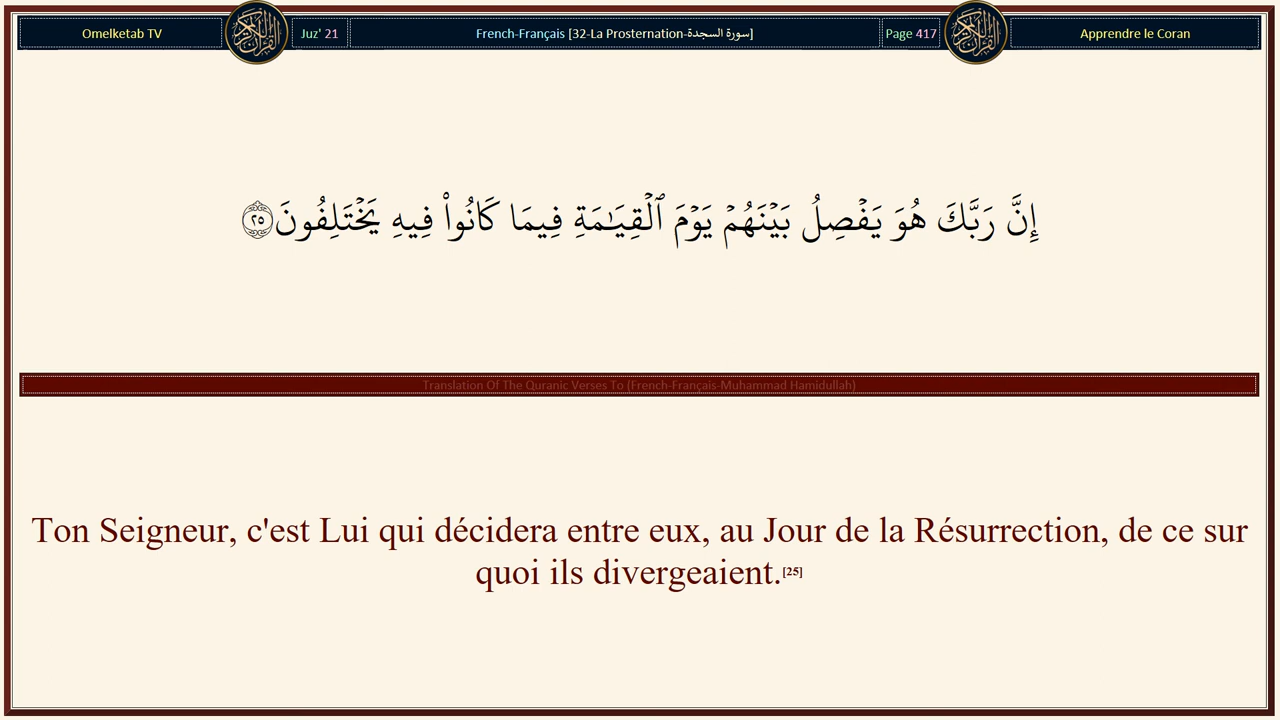 Omelketab TV
Juz' 21
French-Français [32-La Prosternation-سورة السجدة]
Page 417
Apprendre le Coran
إِنَّ رَبَّكَ هُوَ يَفۡصِلُ بَيۡنَهُمۡ يَوۡمَ ٱلۡقِيَٰمَةِ فِيمَا كَانُواْ فِيهِ يَخۡتَلِفُونَ ٢٥
Translation Of The Quranic Verses To (French-Français-Muhammad Hamidullah)
Ton Seigneur, c'est Lui qui décidera entre eux, au Jour de la Résurrection, de ce sur
quoi ils divergeaient.[25]